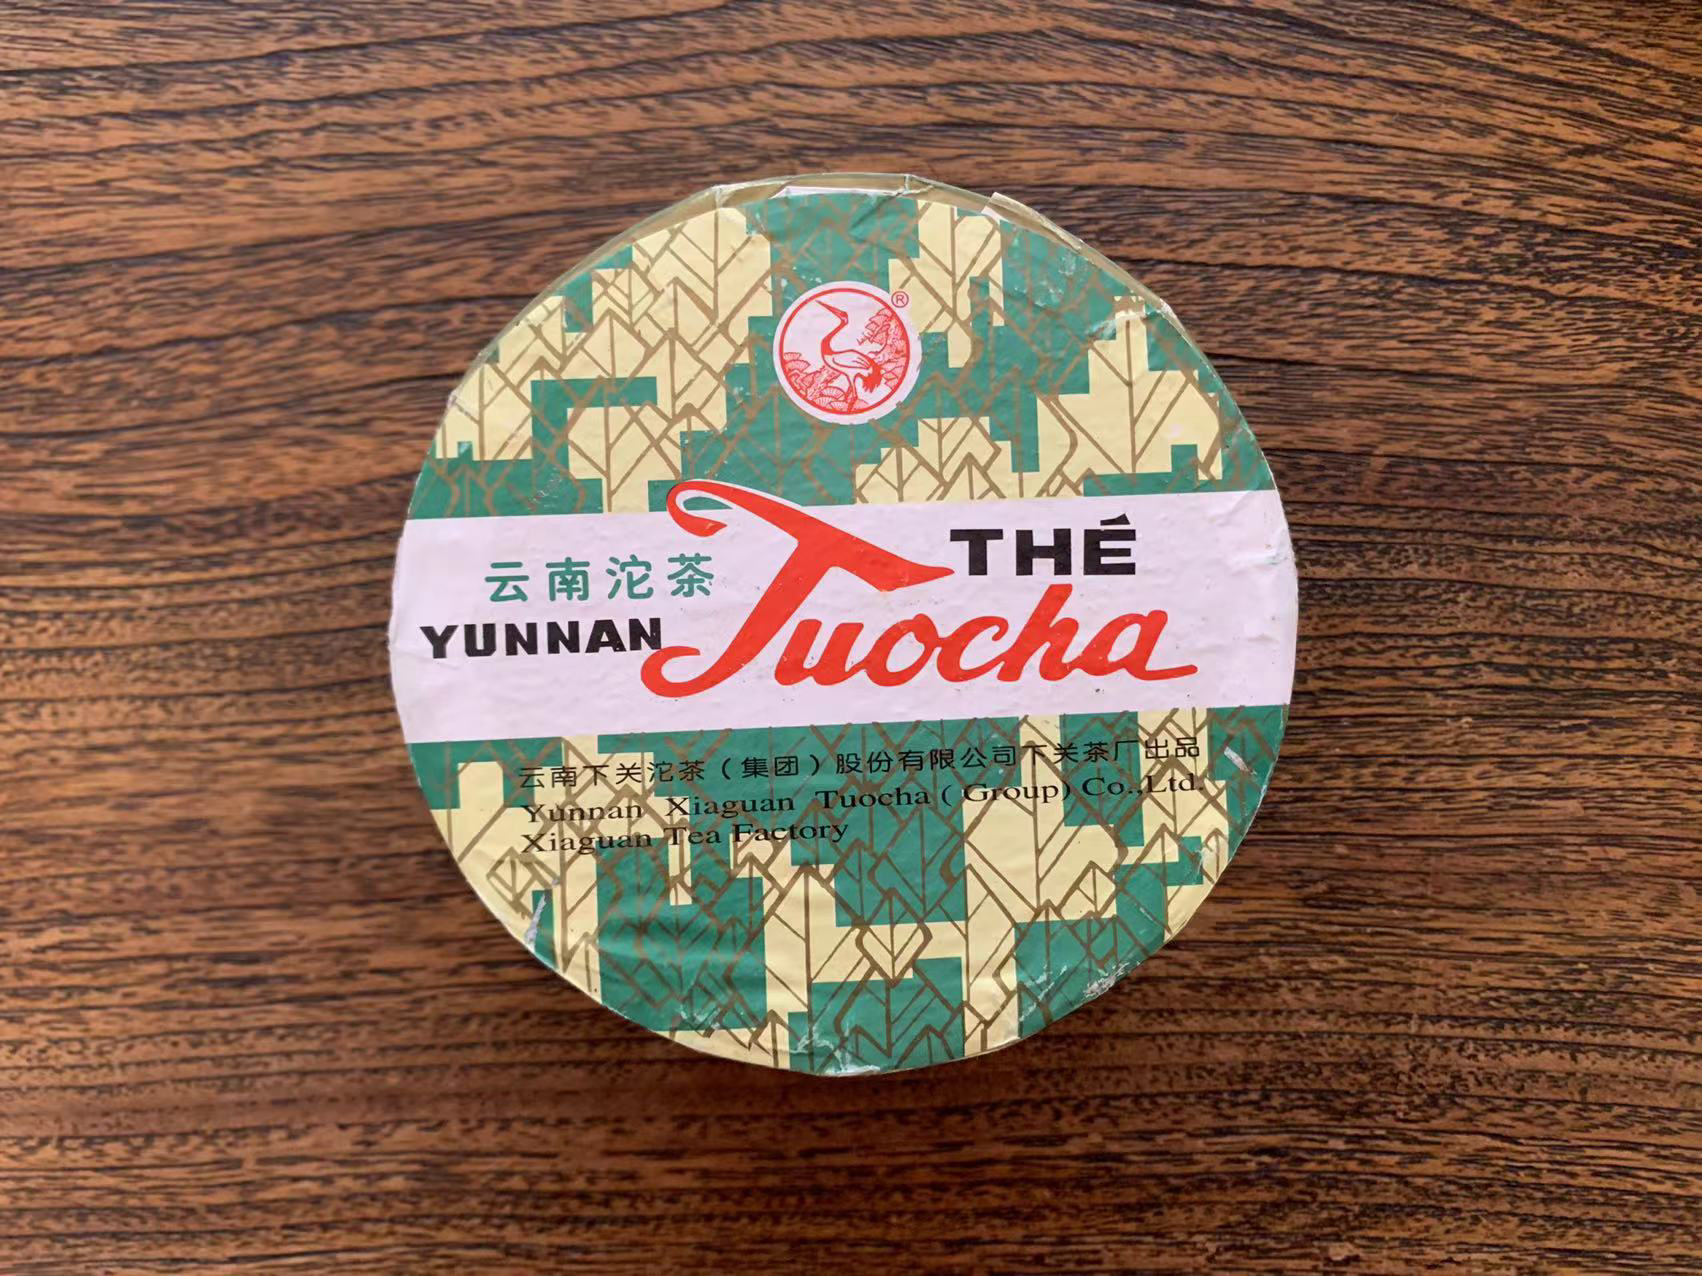 ®
THÉ
云南沱茶
YUNNAN Tuocha
云南下关沱茶（集团）股份有限公司下关茶厂出品
Yunnan Xiaguan Tuocha ( Group) Co.,Ltd.
Xiaguan Tea Factory